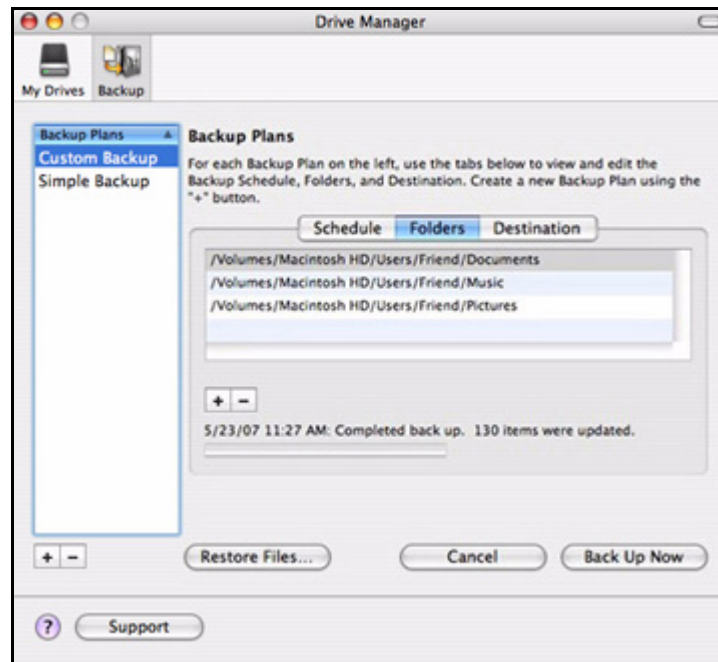 Drive Manager
My Drives
Backup
Backup Plans
Custom Backup
Simple Backup
Backup Plans
For each Backup Plan on the left, use the tabs below to view and edit the
Backup Schedule, Folders, and Destination. Create a new Backup Plan using the
"+" button.
Schedule
Folders
Destination
/Volumes/Macintosh HD/Users/Friend/Documents
/Volumes/Macintosh HD/Users/Friend/Music
/Volumes/Macintosh HD/Users/Friend/Pictures
+ −
5/23/07 11:27 AM: Completed back up. 130 items were updated.
+ −
Restore Files...
Cancel
Back Up Now
?
Support